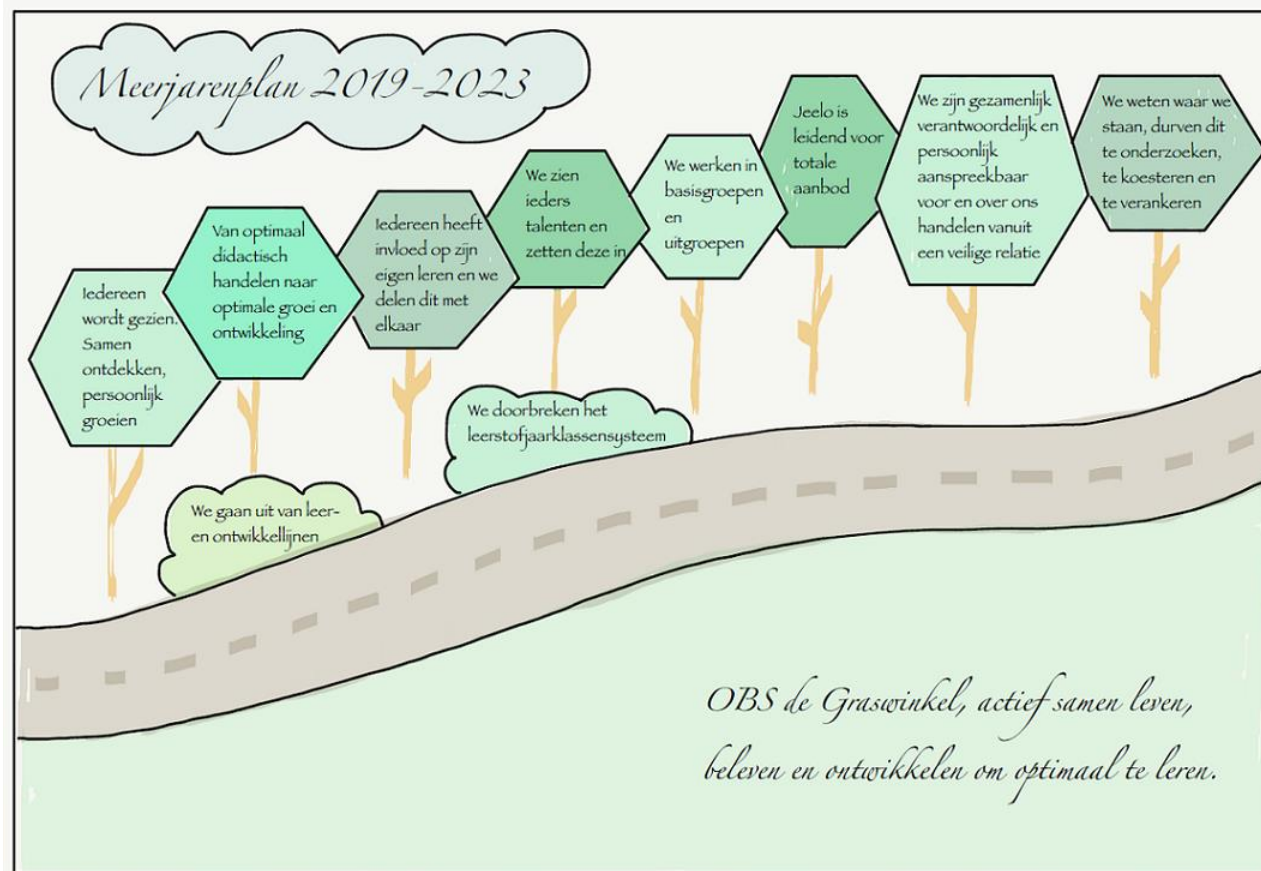 Meerjarenplan 2019-2023
Iedereen
wordt gezien.
Samen
ontdekken,
persoonlijk
groeien
Van optimaal
didactisch
handelen naar
optimale groei en
ontwikkeling
Iedereen heeft
invloed op zijn
eigen leren en we
delen dit met
elkaar
We zien
ieders
talenten en
zetten deze in
We werken in
basisgroepen
en
uitgroepen
Jeelo is
leidend voor
totale
aanbod
We zijn gezamenlijk
verantwoordelijk en
persoonlijk
aanspreekbaar
voor en over ons
handelen vanuit
een veilige relatie
We weten waar we
staan, durven dit
te onderzoeken,
te koesteren en
te verankeren
We gaan uit van leer-
en ontwikkellijnen
We doorbreken het
leerstofjaarklassensysteem
OBS de Graswinkel, actief samen leven,
beleven en ontwikkelen om optimaal te leren.